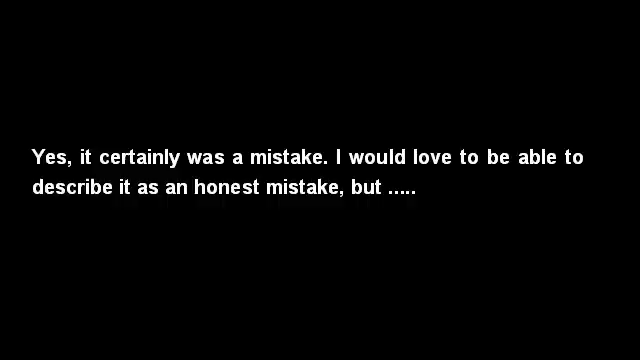 Yes, it certainly was a mistake. I would love to be able to
describe it as an honest mistake, but .....